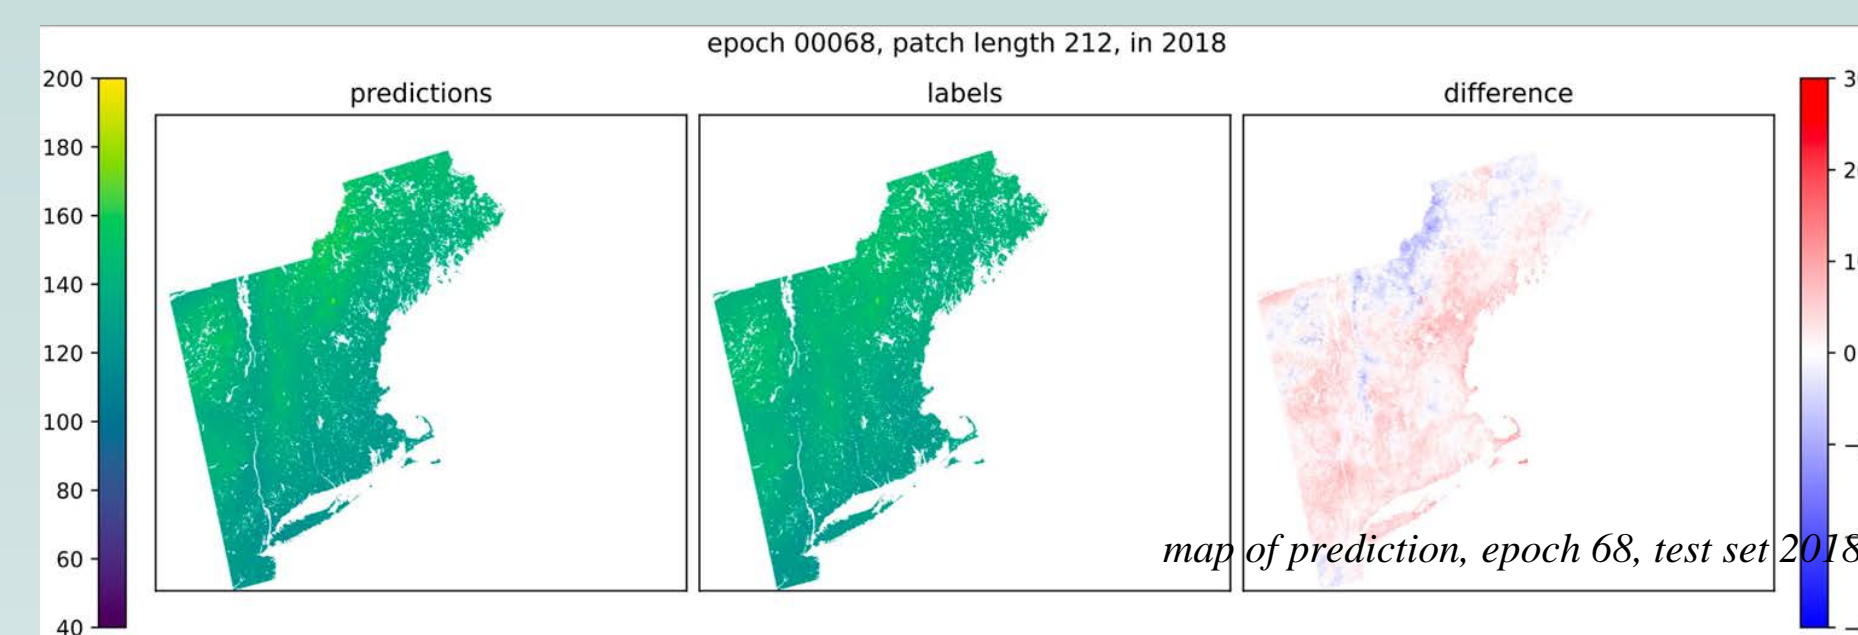 epoch 00068, patch length 212, in 2018
predictions
labels
difference
200
180
160
140
120
100
80
60
40
0
map of prediction, epoch 68, test set 2018